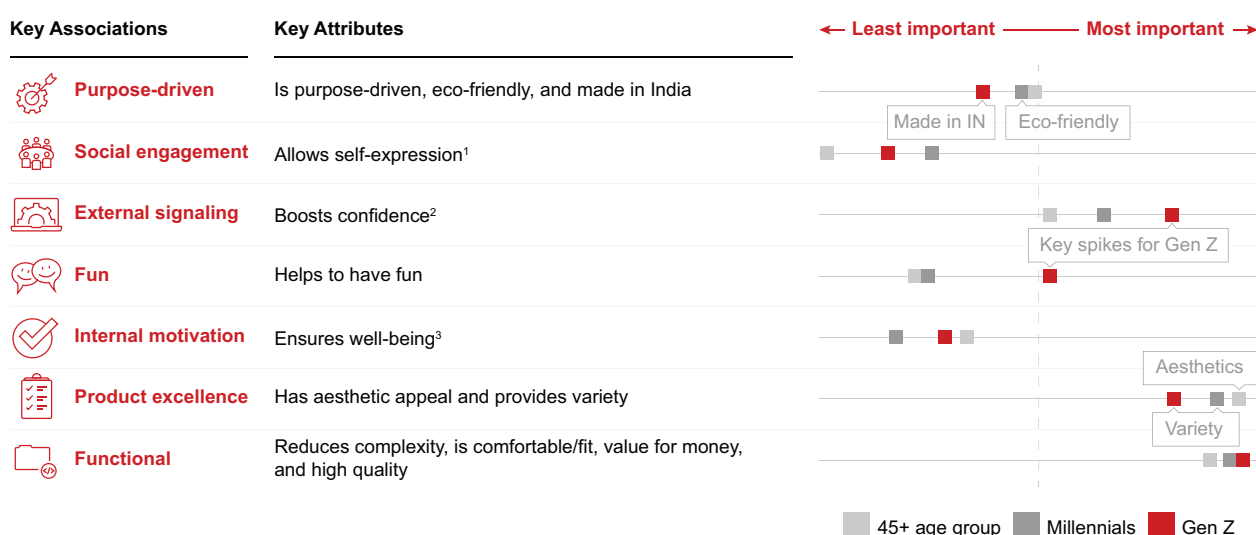 Key Associations
Key Attributes
Least important
Most important
Purpose-driven
Is purpose-driven, eco-friendly, and made in India
Made in IN
Eco-friendly
Social engagement
Allows self-expression¹
External signaling
Boosts confidence²
Key spikes for Gen Z
Fun
Helps to have fun
Internal motivation
Ensures well-being³
Aesthetics
Product excellence
Has aesthetic appeal and provides variety
Variety
Functional
Reduces complexity, is comfortable/fit, value for money,
and high quality
45+ age group
Millennials
Gen Z